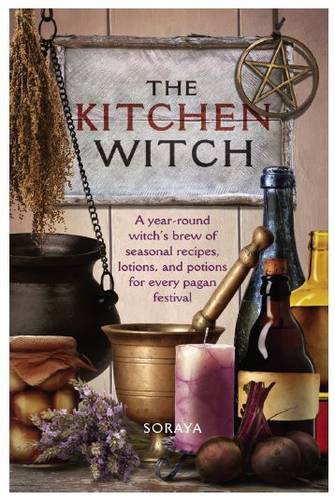 THE
KITCHEN
WITCH
A year-round
witch's brew of
seasonal recipes,
lotions, and potions
for every pagan
festival
SORAYA